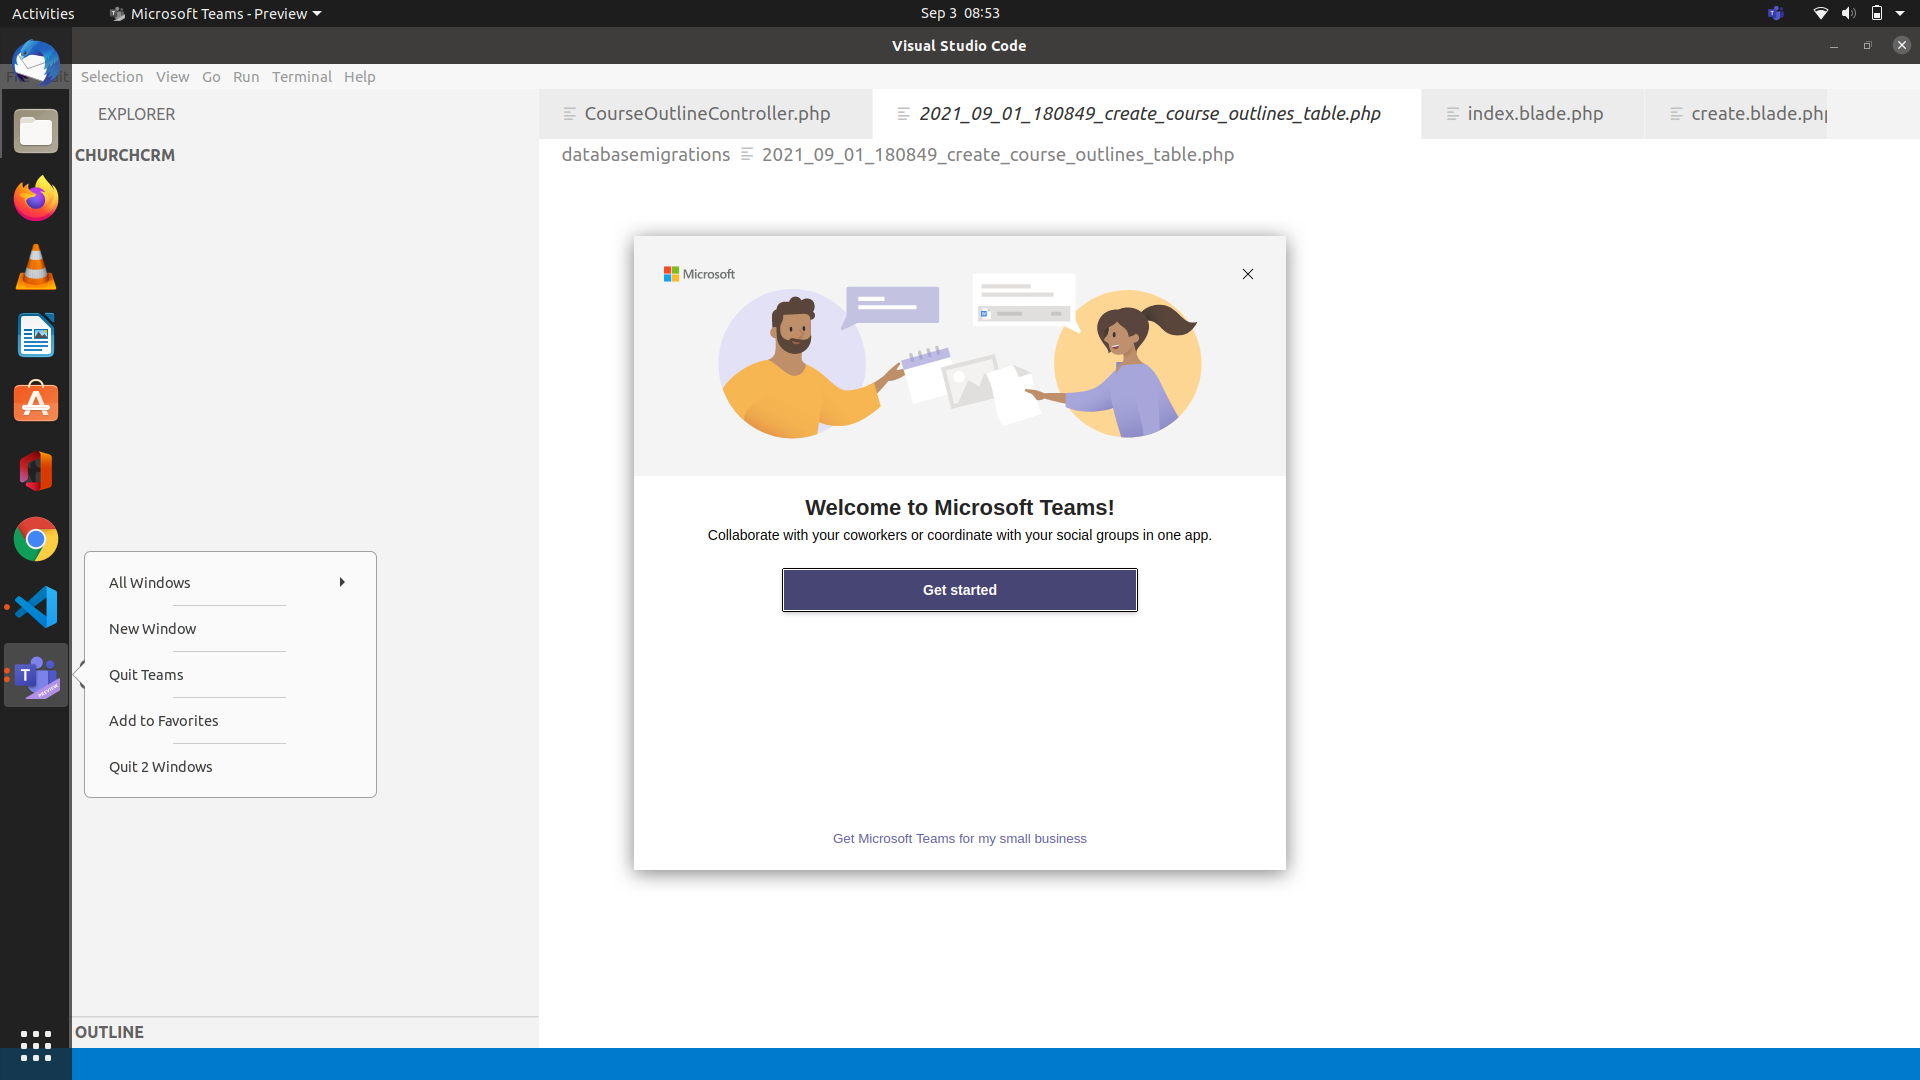 Activities
Microsoft Teams - Preview
Sep 3 08:53
Visual Studio Code
Selection View Go Run Terminal Help
EXPLORER
CHURCHCRM
CourseOutlineController.php
2021_09_01_180849_create_course_outlines_table.php
index.blade.php
create.blade.php
databasemigrations
2021_09_01_180849_create_course_outlines_table.php
Microsoft
Welcome to Microsoft Teams!
Collaborate with your coworkers or coordinate with your social groups in one app.
Get started
Get Microsoft Teams for my small business
All Windows
New Window
Quit Teams
Add to Favorites
Quit 2 Windows
T
PREVIEW
OUTLINE